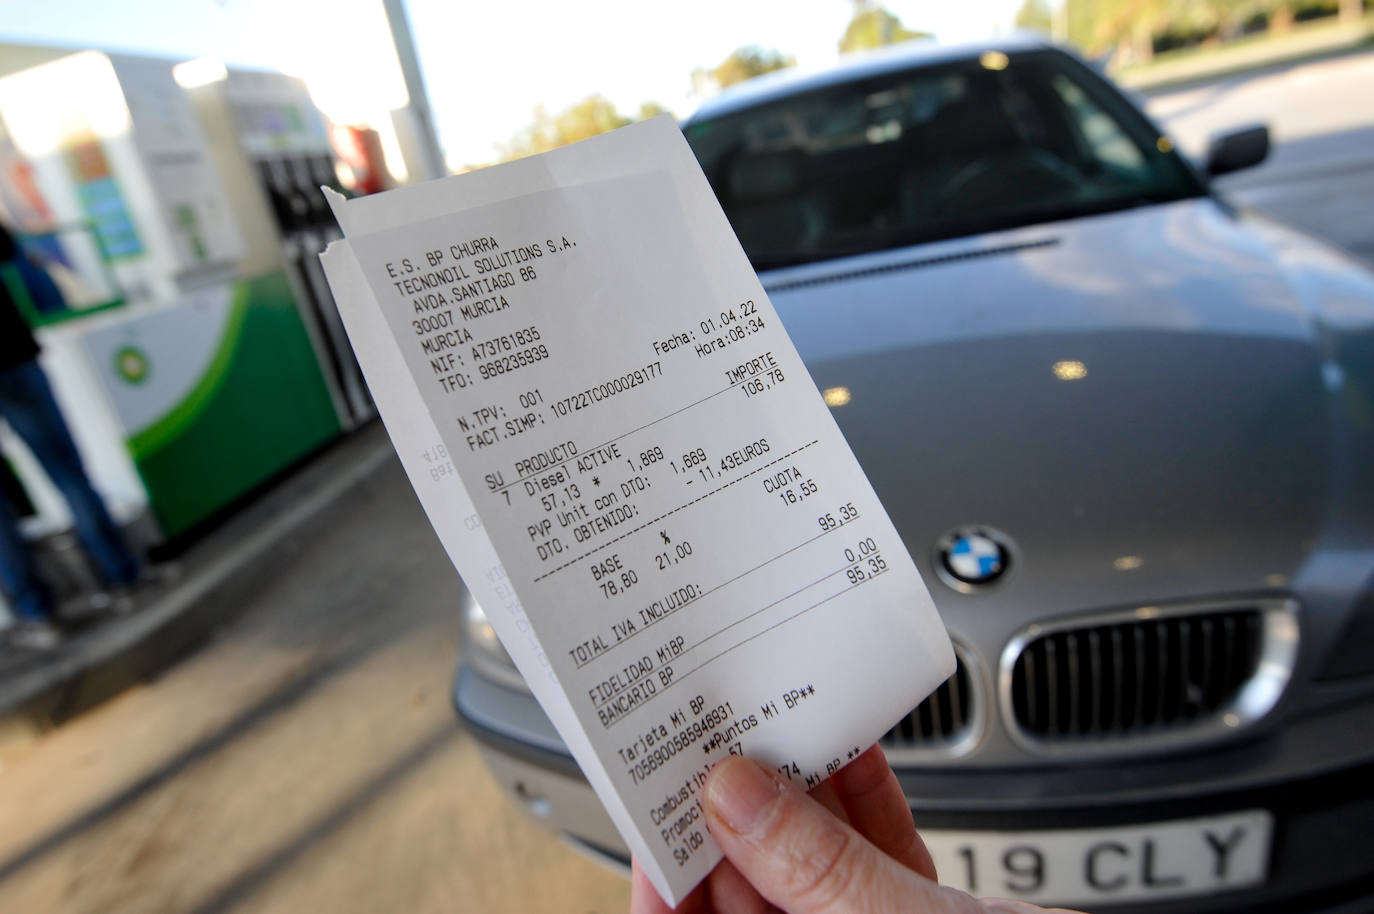 E.S. BP CHURRA
TECNONOIL SOLUTIONS S.A.
AVDA.SANTIAGO 86
30007 MURCIA
MURCIA
NIF: A73761835
TFO: 968235939
Fecha: 01.04.22
Hora:08:34
N.TPV: 001
FACT.SIMP: 10722TC000029177
SU PRODUCTO IMPORTE
7 Diesel ACTIVE 106,78
57,13 * 1,869
PVP Unit con DTO: 1,669
DTO. OBTENIDO: - 11,43EUROS
BASE % CUOTA
78,80 21,00 16,55
TOTAL IVA INCLUIDO: 95,35
FIDELIDAD MiBP 0,00
BANCARIO BP 95,35
Tarjeta Mi BP
7056900585946931
**Puntos Mi BP**
57
Saldo Mi BP **
19 CLY